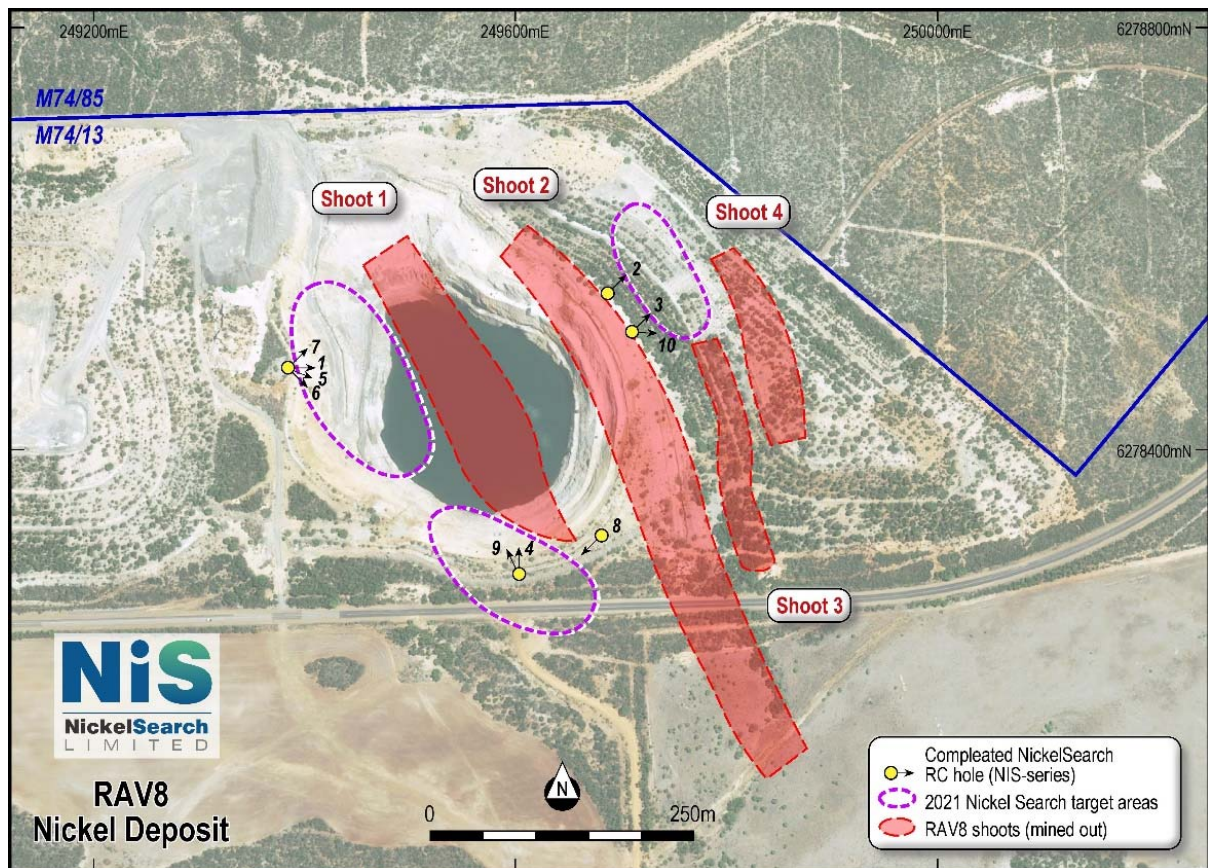 249200mE
249600mE
250000mE
6278800mN
M74/85
M74/13
Shoot 1
Shoot 2
Shoot 4
2
3
10
7
1
5
6
6278400mN
8
9
4
Shoot 3
NiS
NickelSearch
LIMITED
RAV8
Nickel Deposit
N
0
250m
Compleated NickelSearch
RC hole (NIS-series)
2021 Nickel Search target areas
RAV8 shoots (mined out)